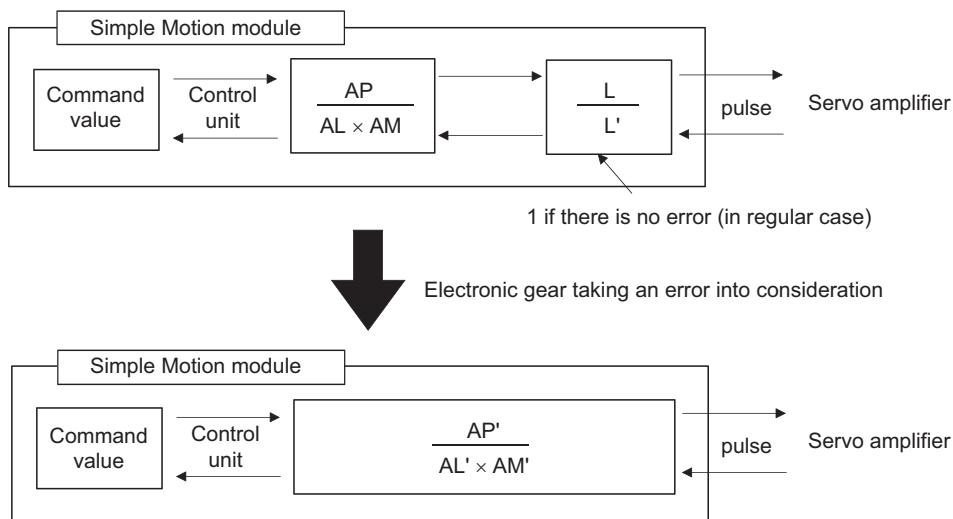 Simple Motion module
Command
value
Control
unit
AP
AL × AM
L
L'
pulse
Servo amplifier
1 if there is no error (in regular case)
Electronic gear taking an error into consideration
Simple Motion module
Command
value
Control
unit
AP'
AL' × AM'
pulse
Servo amplifier